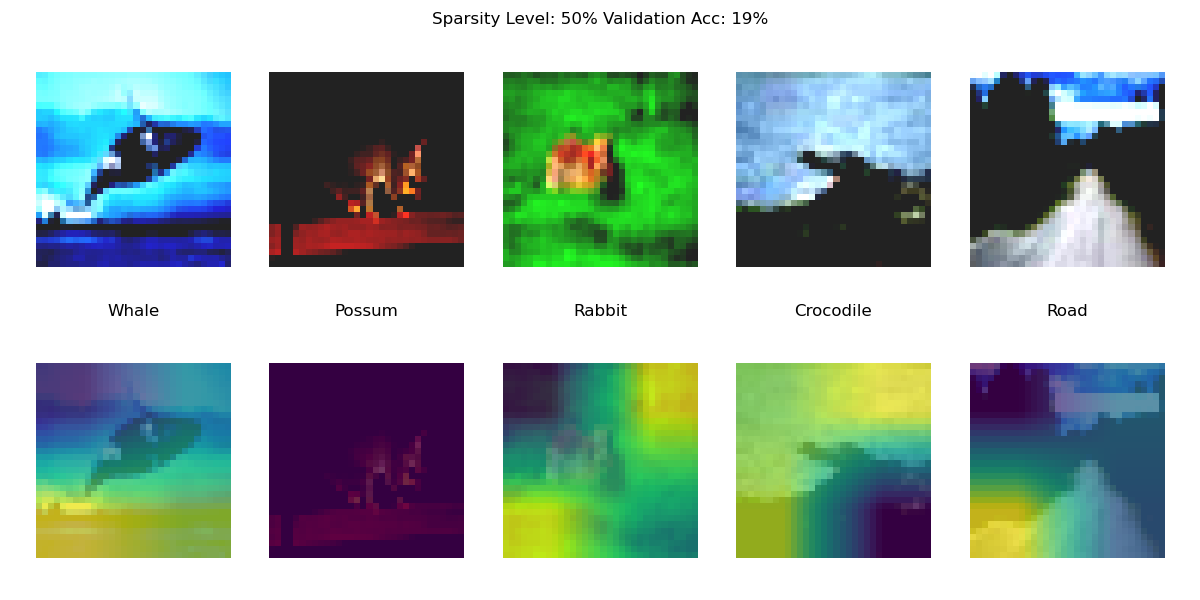 Sparsity Level: 50% Validation Acc: 19%
Whale
Possum
Rabbit
Crocodile
Road